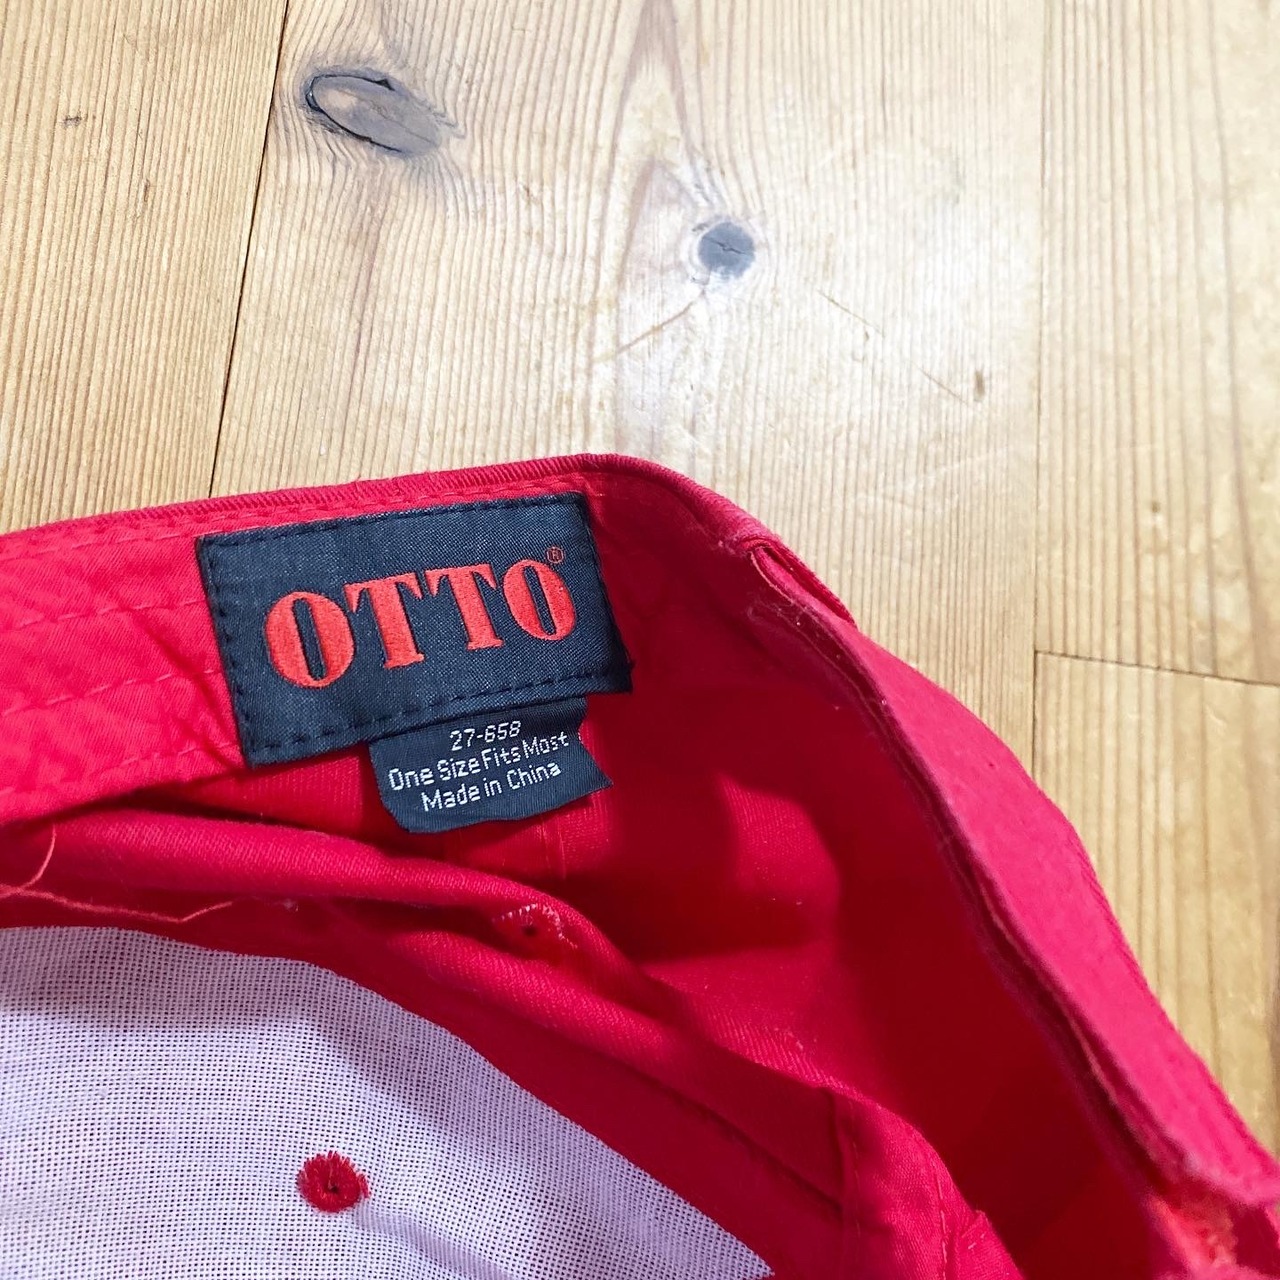 OTTO®
27-658
One Size Fits Most
Made in China